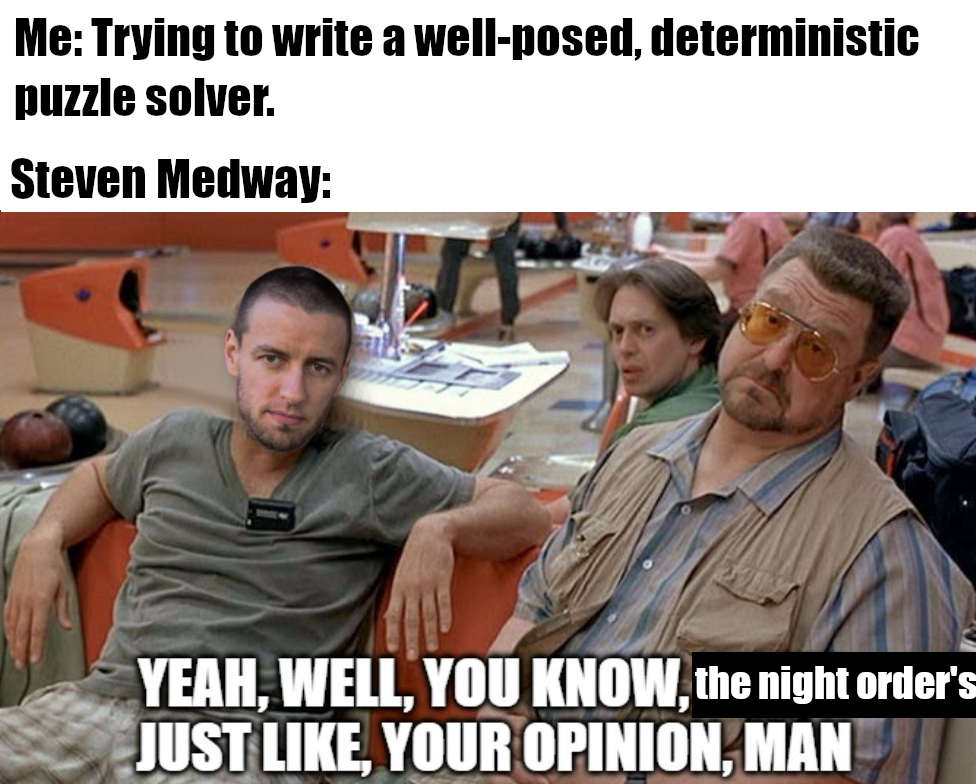 Me: Trying to write a well-posed, deterministic
puzzle solver.
Steven Medway:
YEAH, WELL, YOU KNOW, the night order's
JUST LIKE, YOUR OPINION, MAN